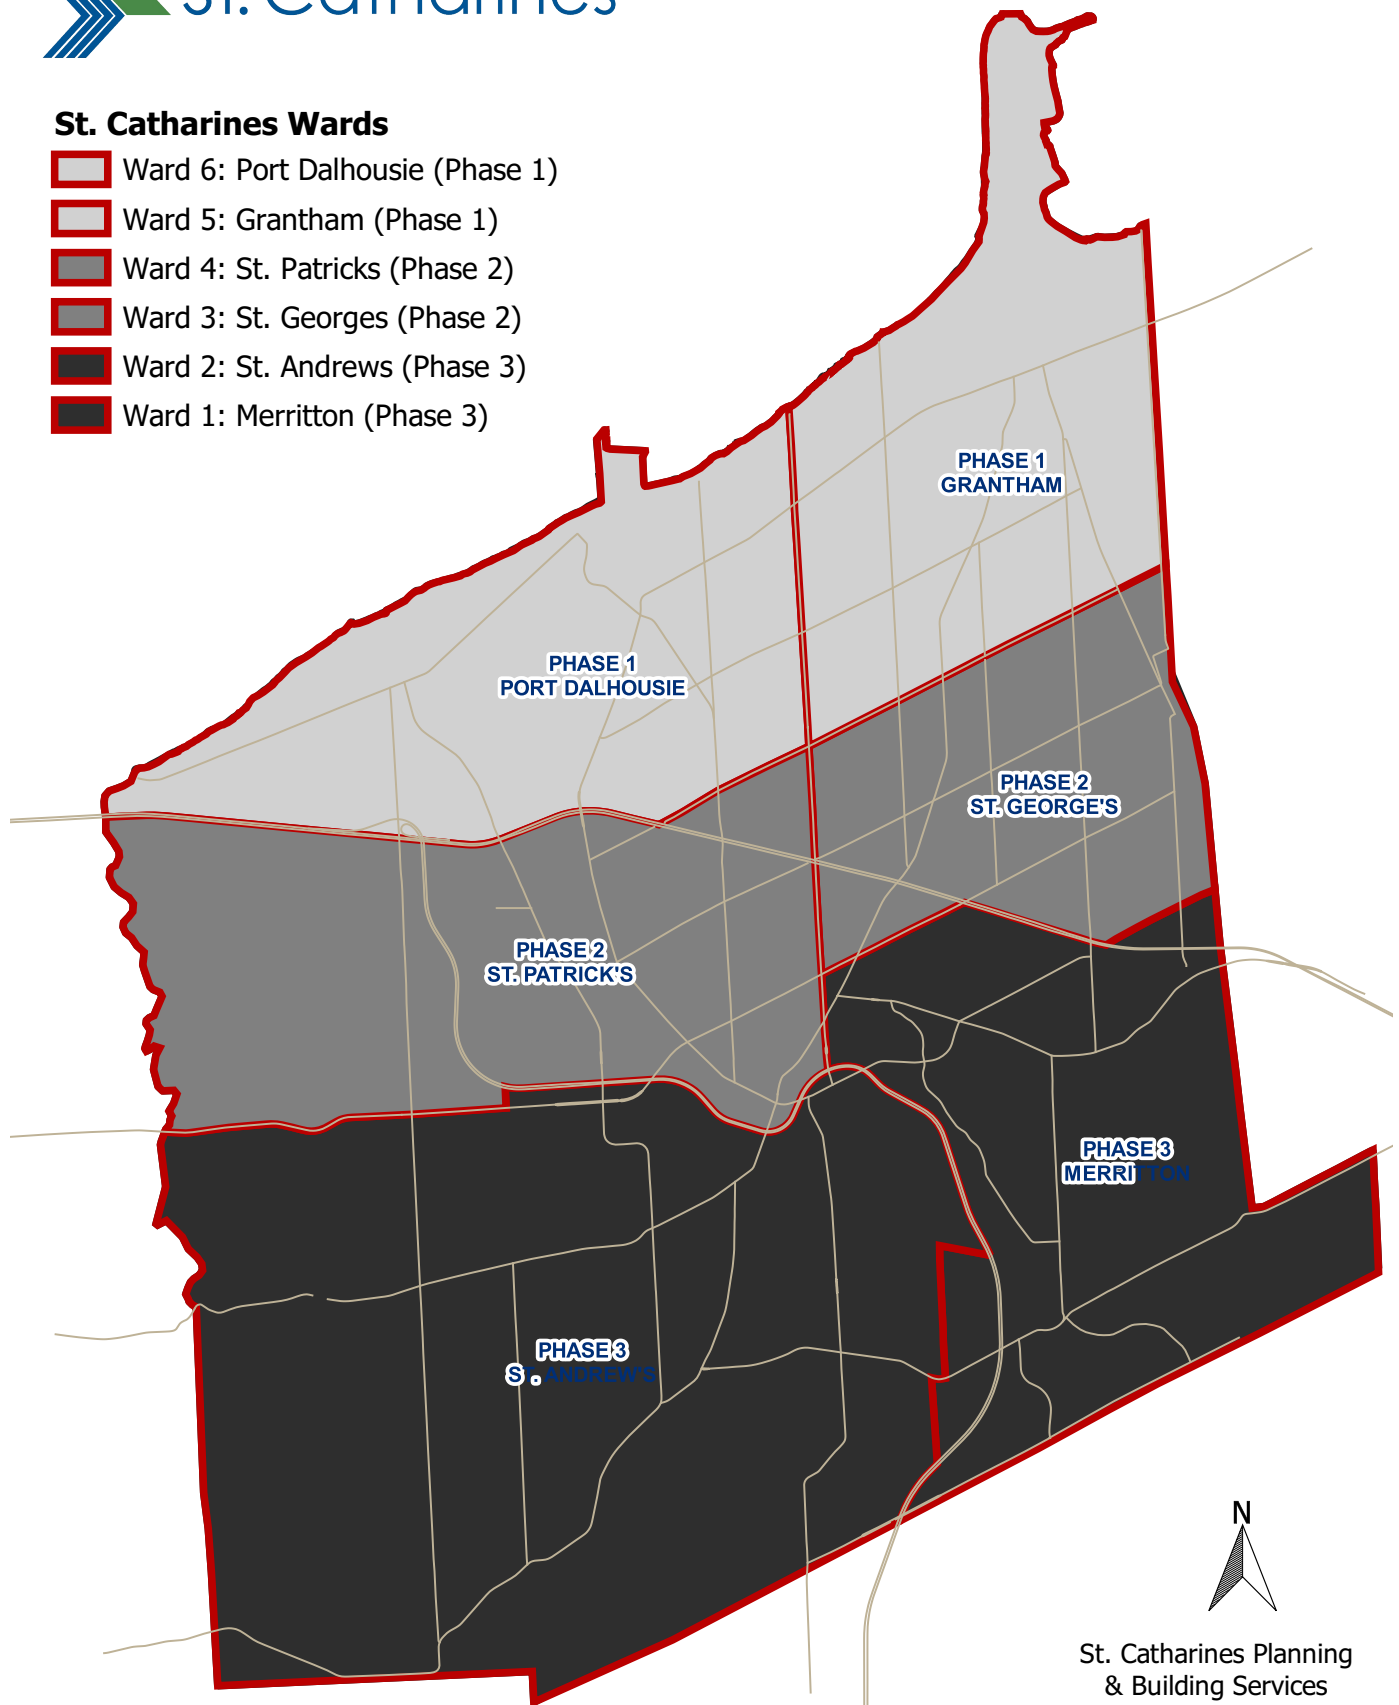 St. Catharines
St. Catharines Wards
Ward 6: Port Dalhousie (Phase 1)
Ward 5: Grantham (Phase 1)
Ward 4: St. Patricks (Phase 2)
Ward 3: St. Georges (Phase 2)
Ward 2: St. Andrews (Phase 3)
Ward 1: Merritton (Phase 3)
PHASE 1
GRANTHAM
PHASE 1
PORT DALHOUSIE
PHASE 2
ST. GEORGE'S
PHASE 2
ST. PATRICK'S
PHASE 3
MERRITTON
PHASE 3
ST. ANDREW'S
N
St. Catharines Planning
& Building Services